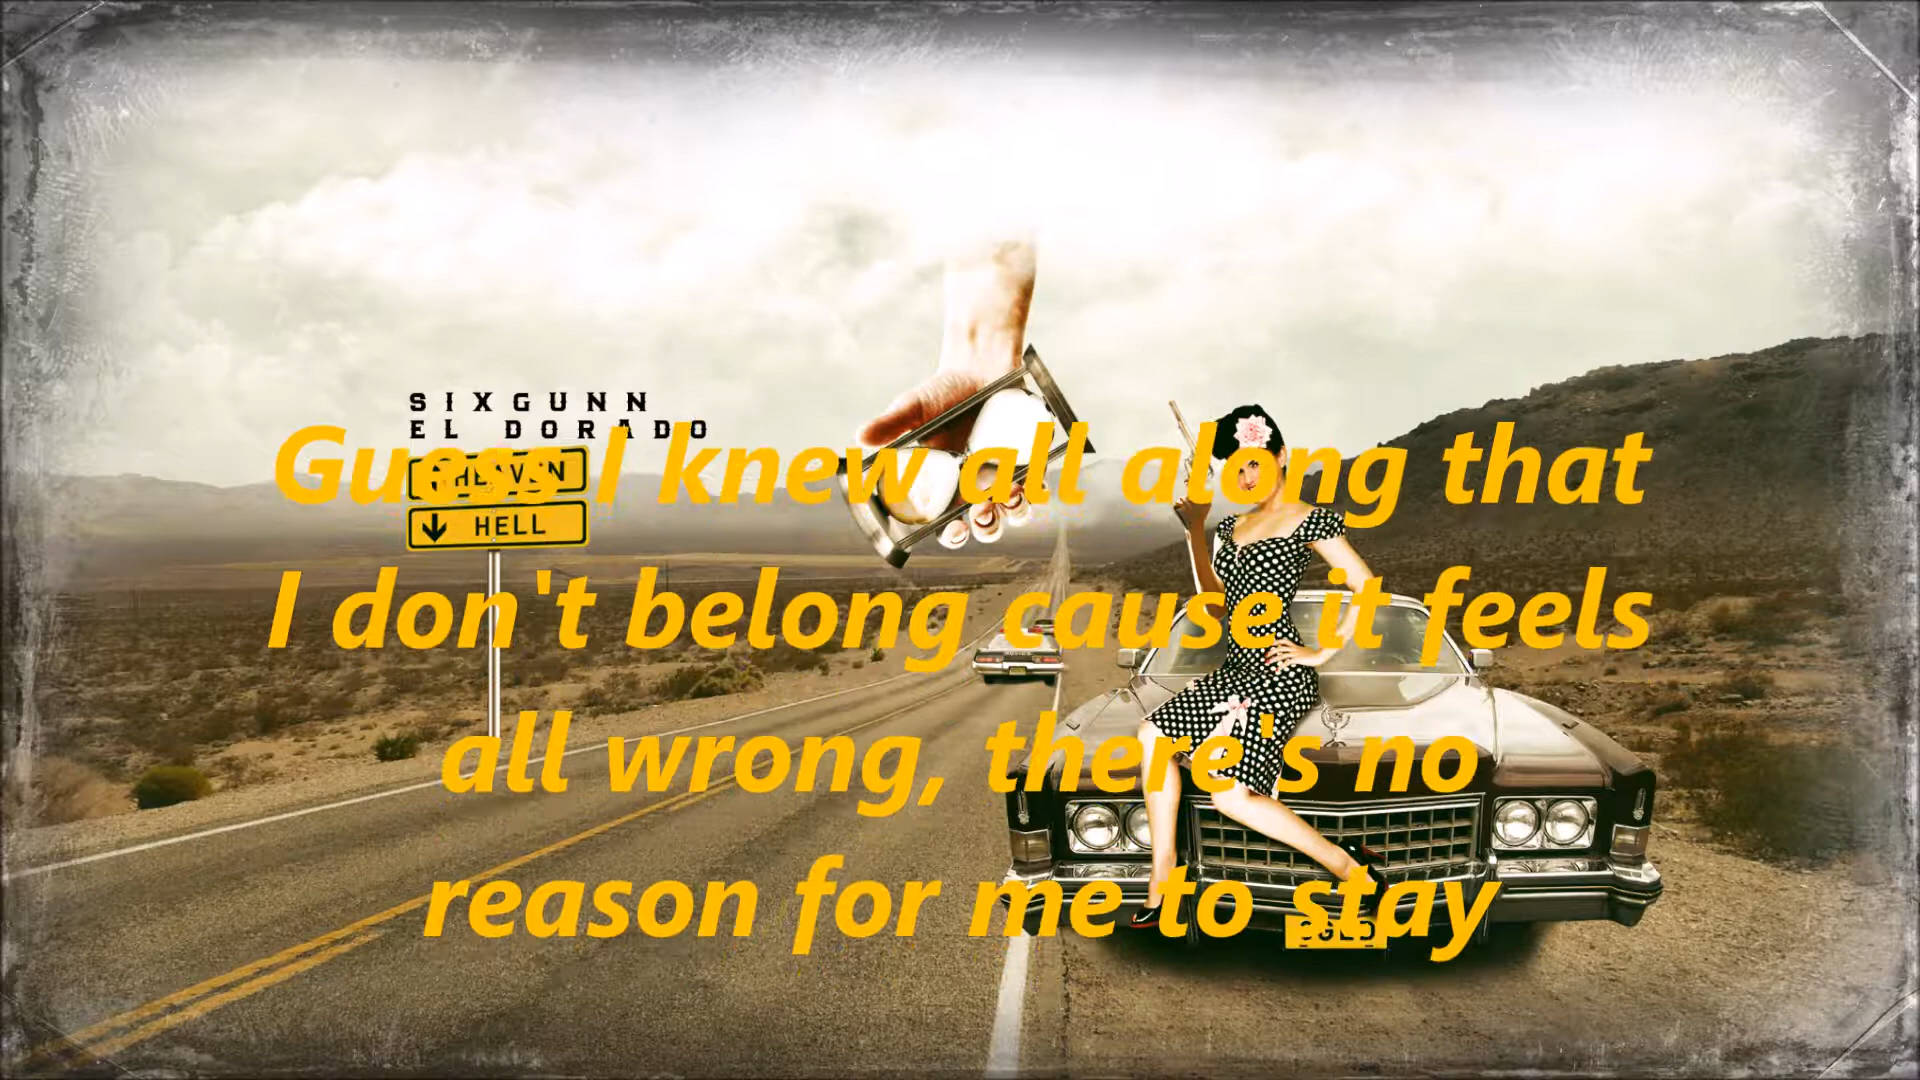 SIXGUNN
EL DORADO
HEAVEN
HELL
Guess I knew all along that
I don't belong cause it feels
all wrong, there's no
reason for me to stay